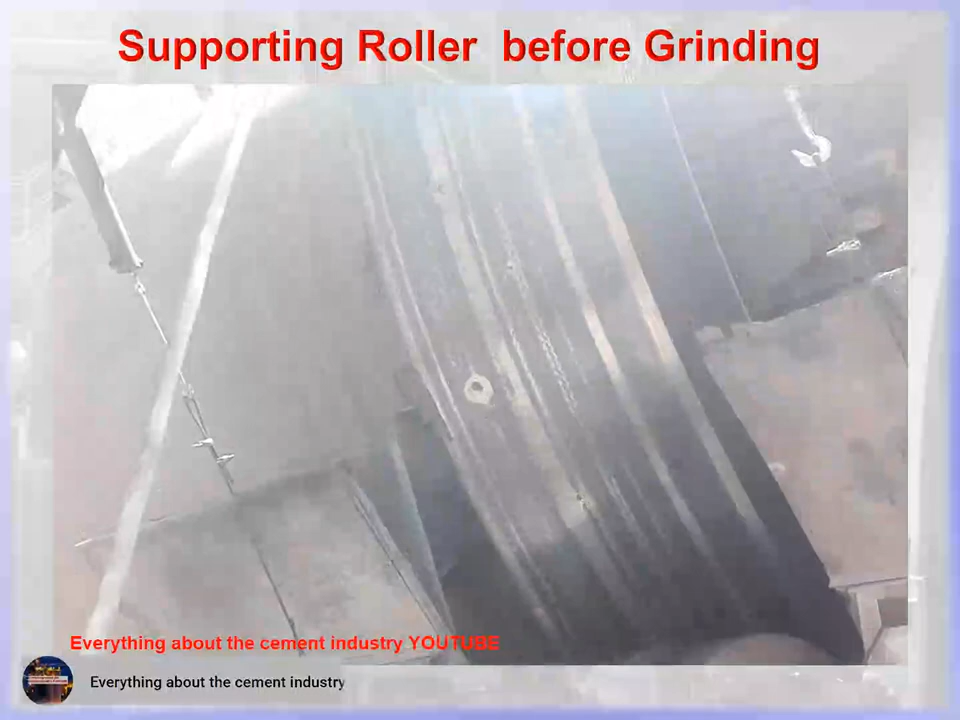 Supporting Roller before Grinding
Everything about the cement industry YOUTUBE
Everything about the cement industry